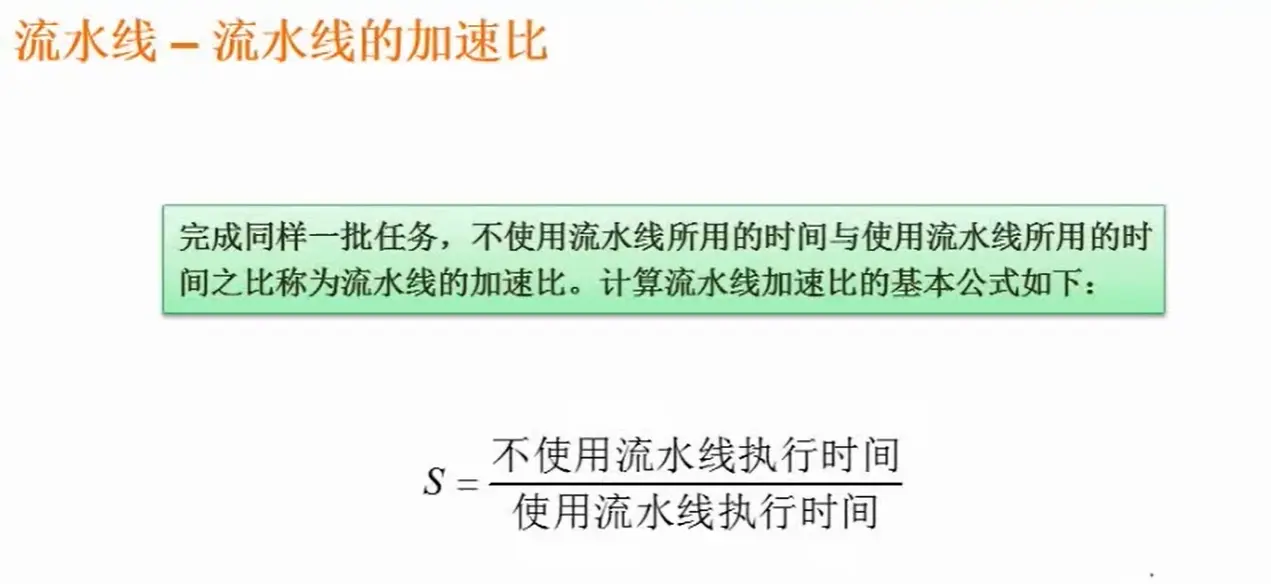 流水线 – 流水线的加速比
完成同样一批任务，不使用流水线所用的时间与使用流水线所用的时
间之比称为流水线的加速比。计算流水线加速比的基本公式如下：
S = 不使用流水线执行时间
使用流水线执行时间